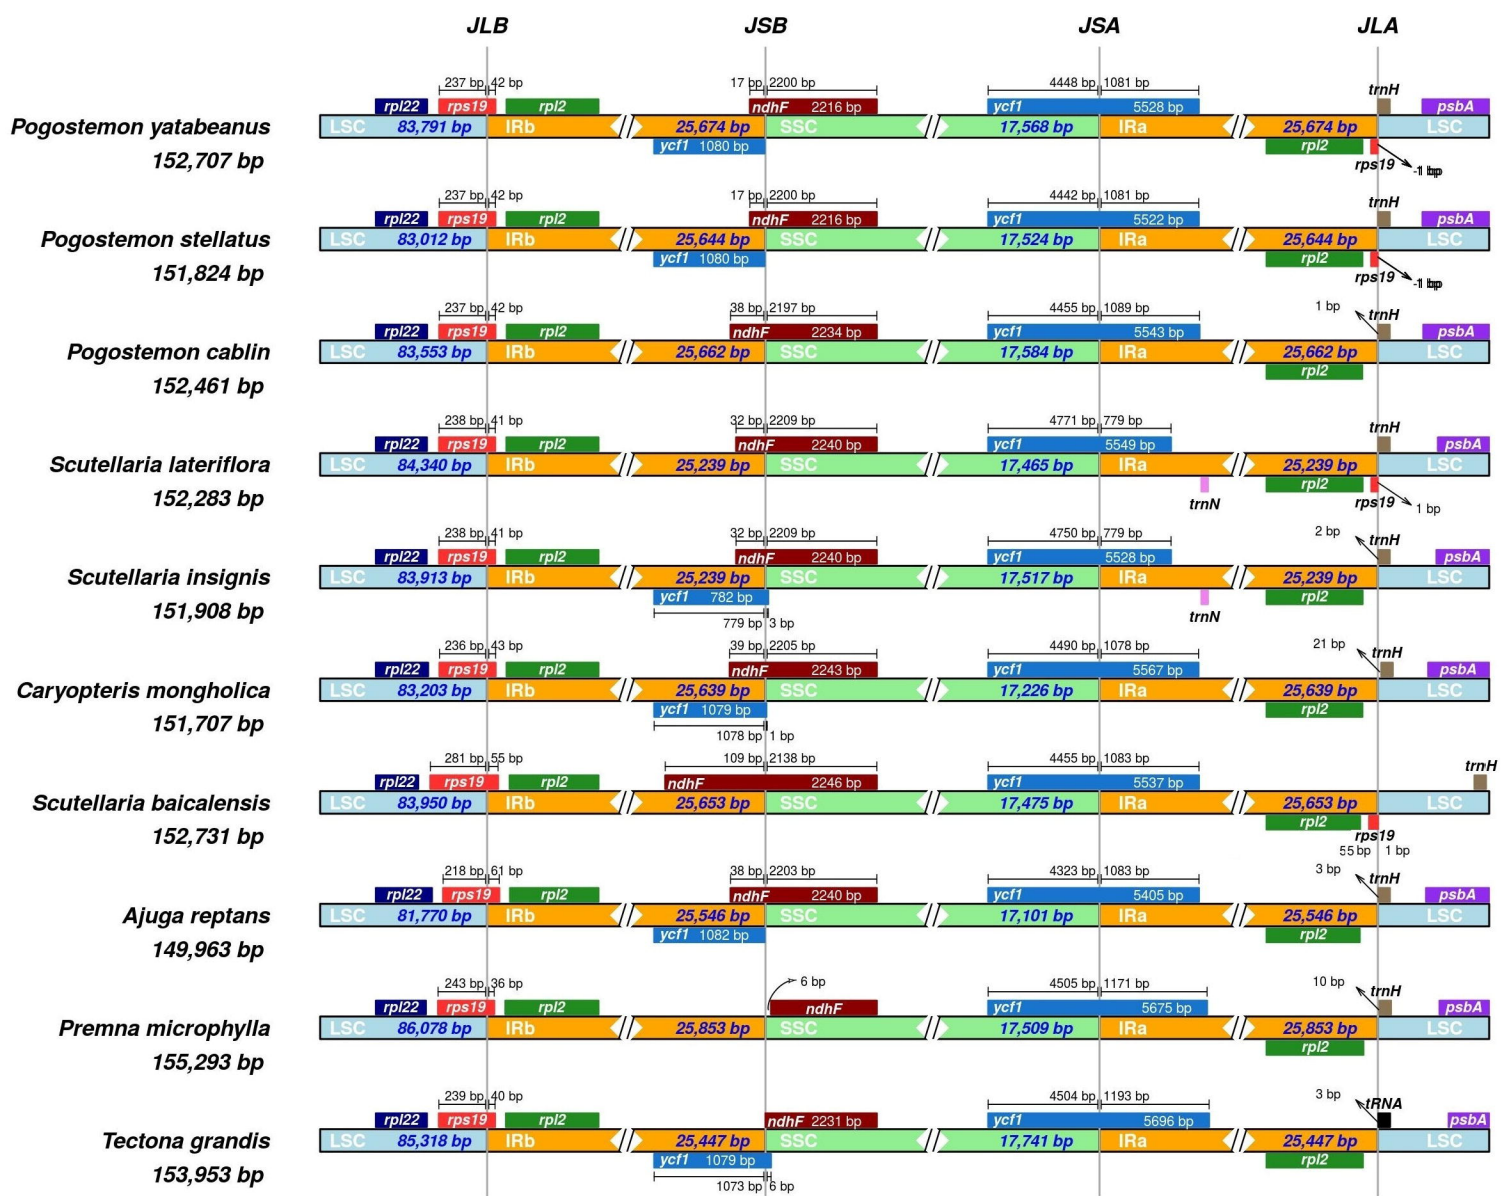 JLB JSB JSA JLA
237 bp 42 bp 17 bp 2200 bp 4448 bp 1081 bp trnH
rpl22 rps19 rpl2 ndhF 2216 bp ycf1 5528 bp psbA
Pogostemon yatabeanus LSC 83,791 bp IRb 25,674 bp SSC 17,568 bp IRa 25,674 bp LSC
152,707 bp ycf1 1080 bp rpl2 rps19
237 bp 42 bp 17 bp 2200 bp 4442 bp 1081 bp trnH
rpl22 rps19 rpl2 ndhF 2216 bp ycf1 5522 bp psbA
Pogostemon stellatus LSC 83,012 bp IRb 25,644 bp SSC 17,524 bp IRa 25,644 bp LSC
151,824 bp ycf1 1080 bp rpl2 rps19
237 bp 42 bp 38 bp 2197 bp 4455 bp 1089 bp 1 bp trnH
rpl22 rps19 rpl2 ndhF 2234 bp ycf1 5543 bp psbA
Pogostemon cablin LSC 83,553 bp IRb 25,662 bp SSC 17,584 bp IRa 25,662 bp LSC
152,461 bp rpl2
238 bp 41 bp 32 bp 2209 bp 4771 bp 779 bp trnH
rpl22 rps19 rpl2 ndhF 2240 bp ycf1 5549 bp psbA
Scutellaria lateriflora LSC 84,340 bp IRb 25,239 bp SSC 17,465 bp IRa 25,239 bp LSC
152,283 bp trnN rpl2 rps19 1 bp
238 bp 41 bp 32 bp 2209 bp 4750 bp 779 bp 2 bp trnH
rpl22 rps19 rpl2 ndhF 2240 bp ycf1 5528 bp psbA
Scutellaria insignis LSC 83,913 bp IRb 25,239 bp SSC 17,517 bp IRa 25,239 bp LSC
151,908 bp ycf1 782 bp trnN rpl2
779 bp 3 bp
236 bp 43 bp 39 bp 2205 bp 4490 bp 1078 bp 21 bp trnH
rpl22 rps19 rpl2 ndhF 2243 bp ycf1 5567 bp psbA
Caryopteris mongholica LSC 83,203 bp IRb 25,639 bp SSC 17,226 bp IRa 25,639 bp LSC
151,707 bp ycf1 1079 bp rpl2
1078 bp 1 bp
281 bp 55 bp 109 bp 2138 bp 4455 bp 1083 bp trnH
rpl22 rps19 rpl2 ndhF 2246 bp ycf1 5537 bp
Scutellaria baicalensis LSC 83,950 bp IRb 25,653 bp SSC 17,475 bp IRa 25,653 bp LSC
152,731 bp rpl2 rps19
55 bp 1 bp
218 bp 61 bp 38 bp 2203 bp 4323 bp 1083 bp 3 bp trnH
rpl22 rps19 rpl2 ndhF 2240 bp ycf1 5405 bp psbA
Ajuga reptans LSC 81,770 bp IRb 25,546 bp SSC 17,101 bp IRa 25,546 bp LSC
149,963 bp ycf1 1082 bp rpl2
243 bp 36 bp 6 bp 4505 bp 1171 bp 10 bp trnH
rpl22 rps19 rpl2 ndhF ycf1 5675 bp psbA
Premna microphylla LSC 86,078 bp IRb 25,853 bp SSC 17,509 bp IRa 25,853 bp LSC
155,293 bp rpl2
239 bp 40 bp 4504 bp 1193 bp 3 bp tRNA
rpl22 rps19 rpl2 ndhF 2231 bp ycf1 5696 bp psbA
Tectona grandis LSC 85,318 bp IRb 25,447 bp SSC 17,741 bp IRa 25,447 bp LSC
153,953 bp ycf1 1079 bp rpl2
1073 bp 6 bp